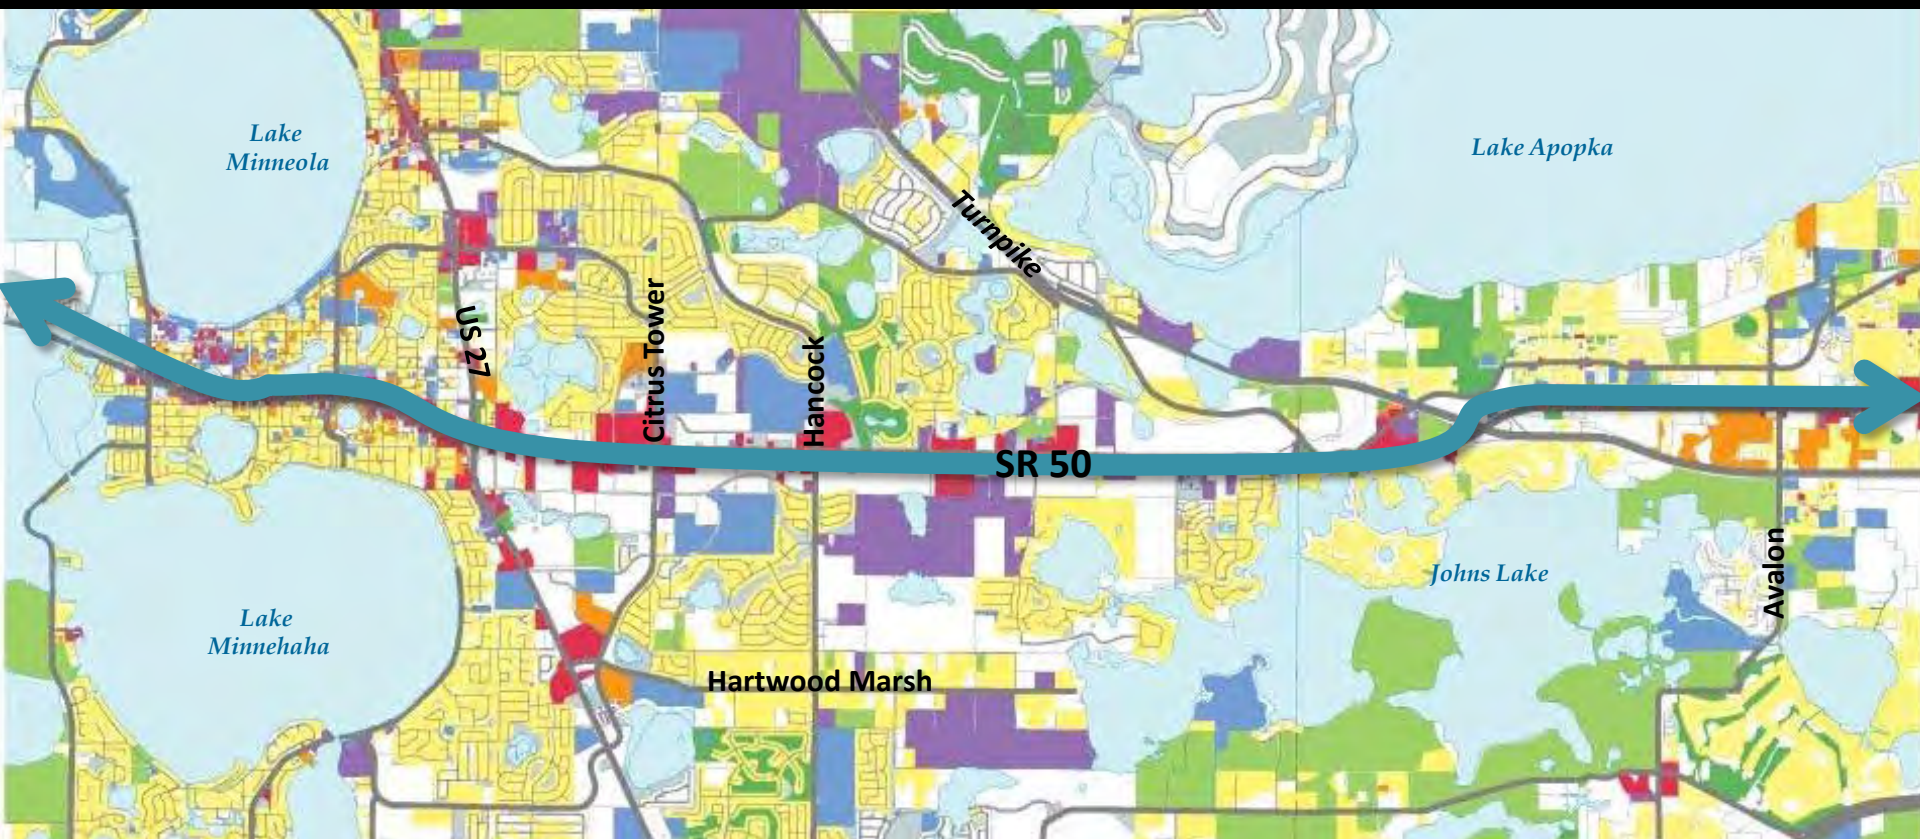 Lake
Minneola
Lake Apopka
Turnpike
US 27
Citrus Tower
Hancock
SR 50
Avalon
Johns Lake
Lake
Minnehaha
Hartwood Marsh